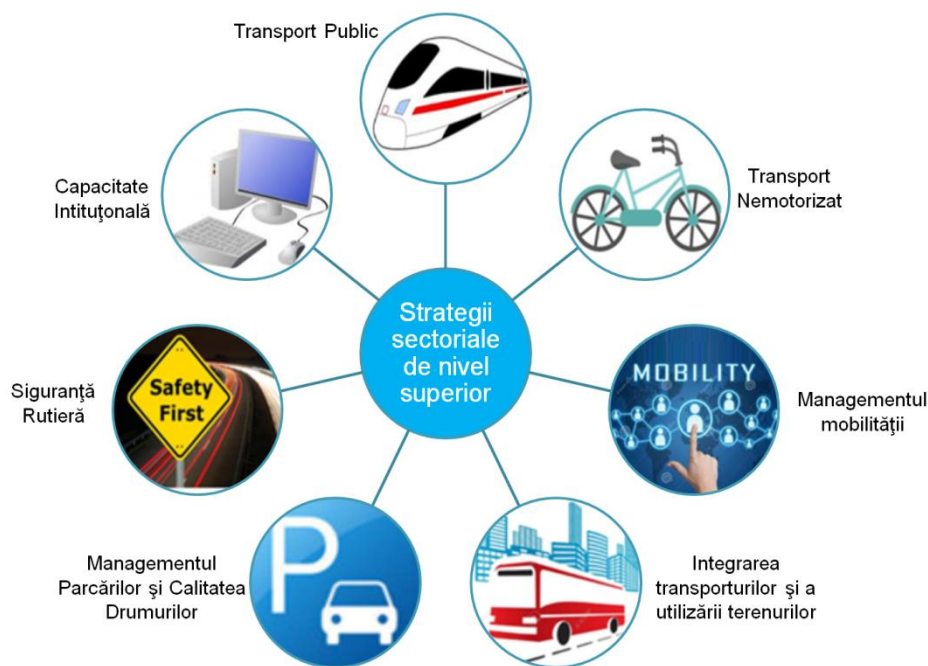 Transport Public
Transport
Nemotorizat
Managementul
mobilităţii
MOBILITY
Integrarea
transporturilor şi a
utilizării terenurilor
Managementul
Parcărilor şi Calitatea
Drumurilor
P
Siguranţă
Rutieră
Safety
First
Capacitate
Intituţonală
Strategii
sectoriale
de nivel
superior